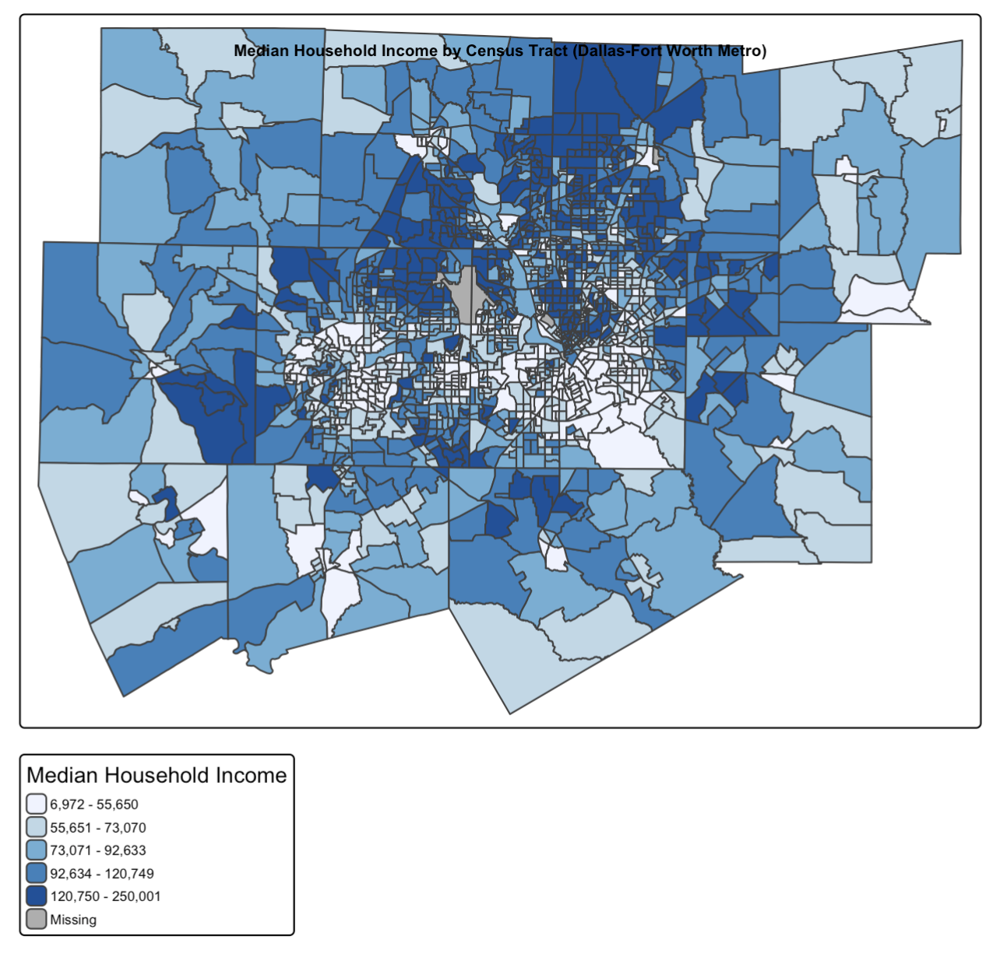 Median Household Income by Census Tract (Dallas-Fort Worth Metro)
Median Household Income
6,972 - 55,650
55,651 - 73,070
73,071 - 92,633
92,634 - 120,749
120,750 - 250,001
Missing